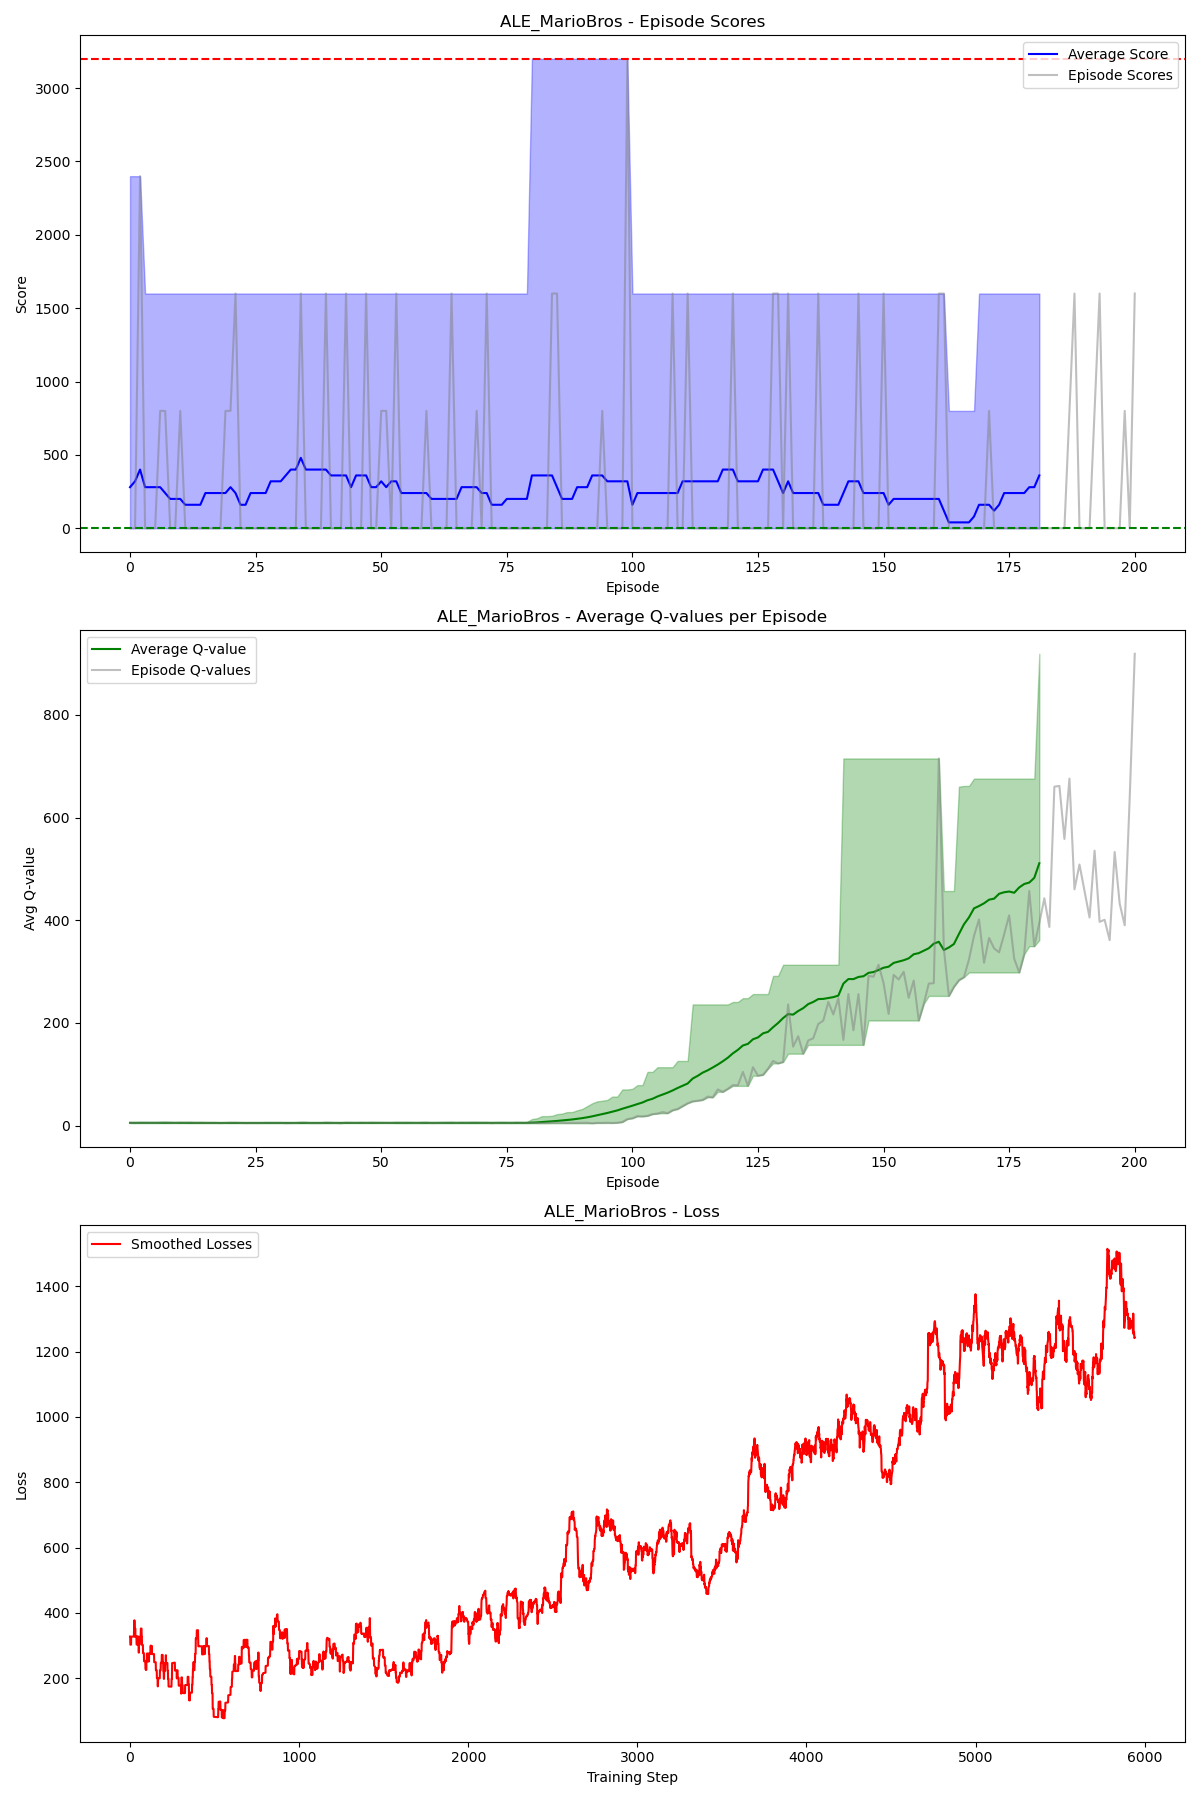 ALE_MarioBros - Episode Scores
Average Score
Episode Scores
3000
2500
2000
1500
1000
500
0
Score
0 25 50 75 100 125 150 175 200
Episode
ALE_MarioBros - Average Q-values per Episode
Average Q-value
Episode Q-values
800
600
400
200
0
Avg Q-value
0 25 50 75 100 125 150 175 200
Episode
ALE_MarioBros - Loss
Smoothed Losses
1400
1200
1000
800
600
400
200
Loss
0 1000 2000 3000 4000 5000 6000
Training Step